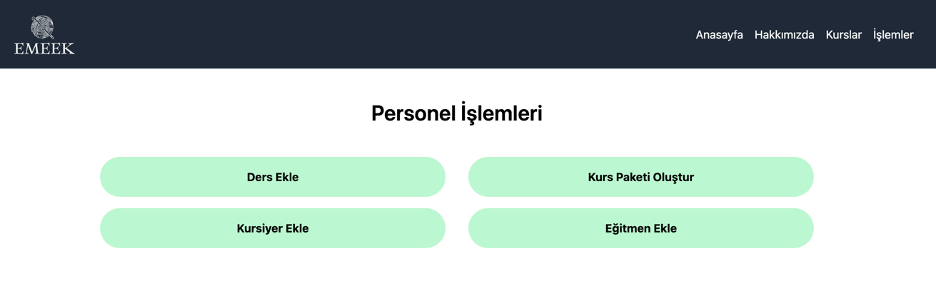 EMEEK
Anasayfa Hakkımızda Kurslar İşlemler
Personel İşlemleri
Ders Ekle
Kurs Paketi Oluştur
Kursiyer Ekle
Eğitmen Ekle